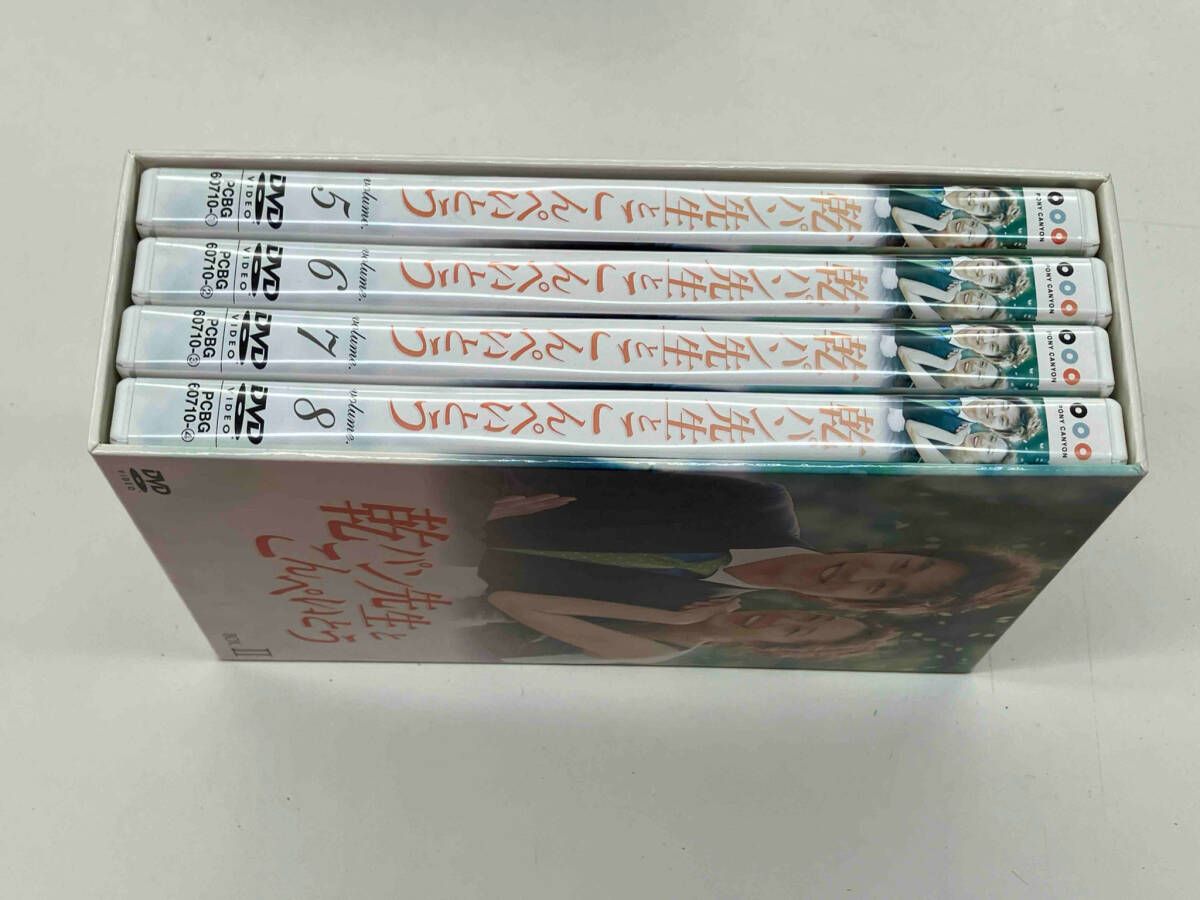 PONY CANYON
乾パン先生とこんぺいとう
volume.5
DVD
VIDEO
PCBG
60710-①
PONY CANYON
乾パン先生とこんぺいとう
volume.6
DVD
VIDEO
PCBG
60710-②
PONY CANYON
乾パン先生とこんぺいとう
volume.7
DVD
VIDEO
PCBG
60710-③
PONY CANYON
乾パン先生とこんぺいとう
volume.8
DVD
VIDEO
PCBG
60710-④
DVD
VIDEO
乾パン先生と
こんぺいとう
BOX II